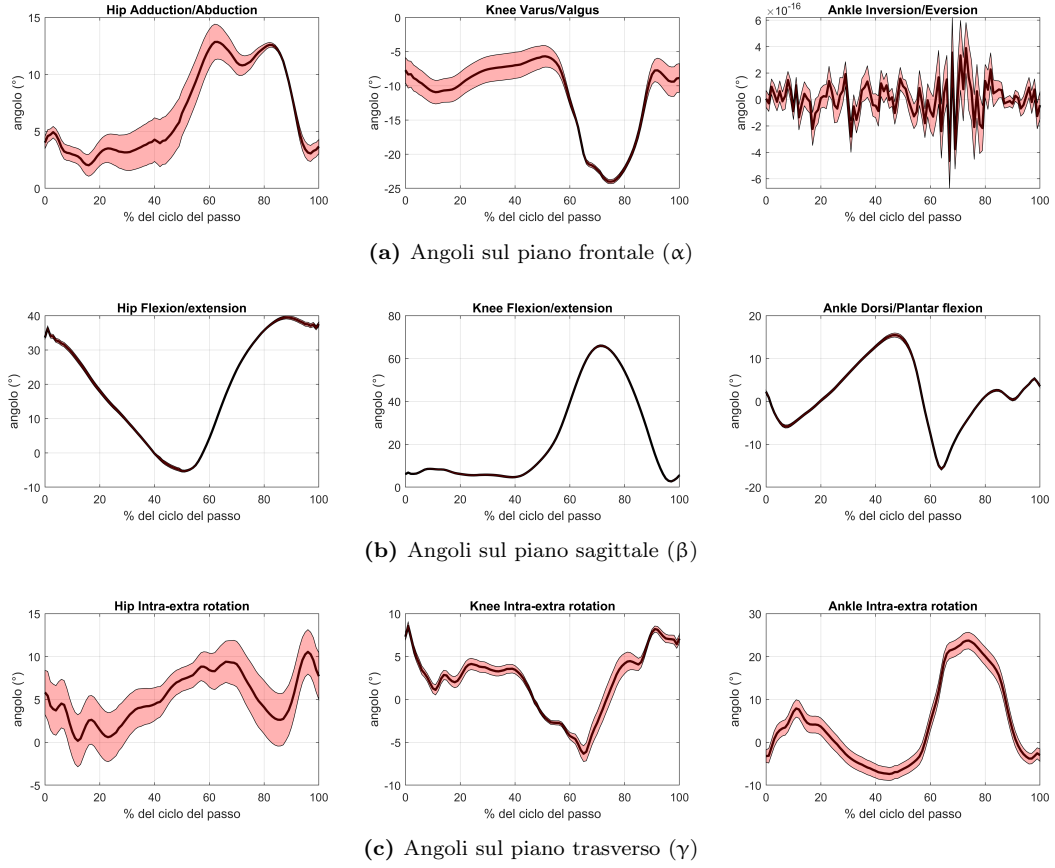 Hip Adduction/Abduction
Knee Varus/Valgus
Ankle Inversion/Eversion
angolo (°)
15
10
5
0
0 20 40 60 80 100
% del ciclo del passo
angolo (°)
0
-5
-10
-15
-20
-25
0 20 40 60 80 100
% del ciclo del passo
×10⁻¹⁶
angolo (°)
6
4
2
0
-2
-4
-6
0 20 40 60 80 100
% del ciclo del passo
(a) Angoli sul piano frontale (α)
Hip Flexion/extension
Knee Flexion/extension
Ankle Dorsi/Plantar flexion
angolo (°)
40
30
20
10
0
-10
0 20 40 60 80 100
% del ciclo del passo
angolo (°)
80
60
40
20
0
0 20 40 60 80 100
% del ciclo del passo
angolo (°)
20
10
0
-10
-20
0 20 40 60 80 100
% del ciclo del passo
(b) Angoli sul piano sagittale (β)
Hip Intra-extra rotation
Knee Intra-extra rotation
Ankle Intra-extra rotation
angolo (°)
15
10
5
0
-5
0 20 40 60 80 100
% del ciclo del passo
angolo (°)
10
5
0
-5
-10
0 20 40 60 80 100
% del ciclo del passo
angolo (°)
30
20
10
0
-10
0 20 40 60 80 100
% del ciclo del passo
(c) Angoli sul piano trasverso (γ)